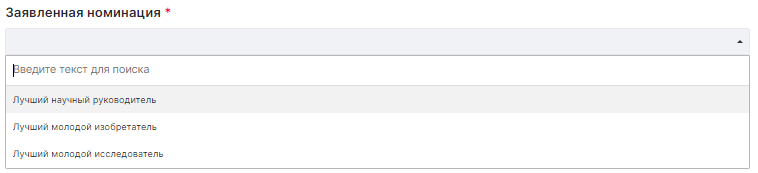 Заявленная номинация *
Введите текст для поиска
Лучший научный руководитель
Лучший молодой изобретатель
Лучший молодой исследователь